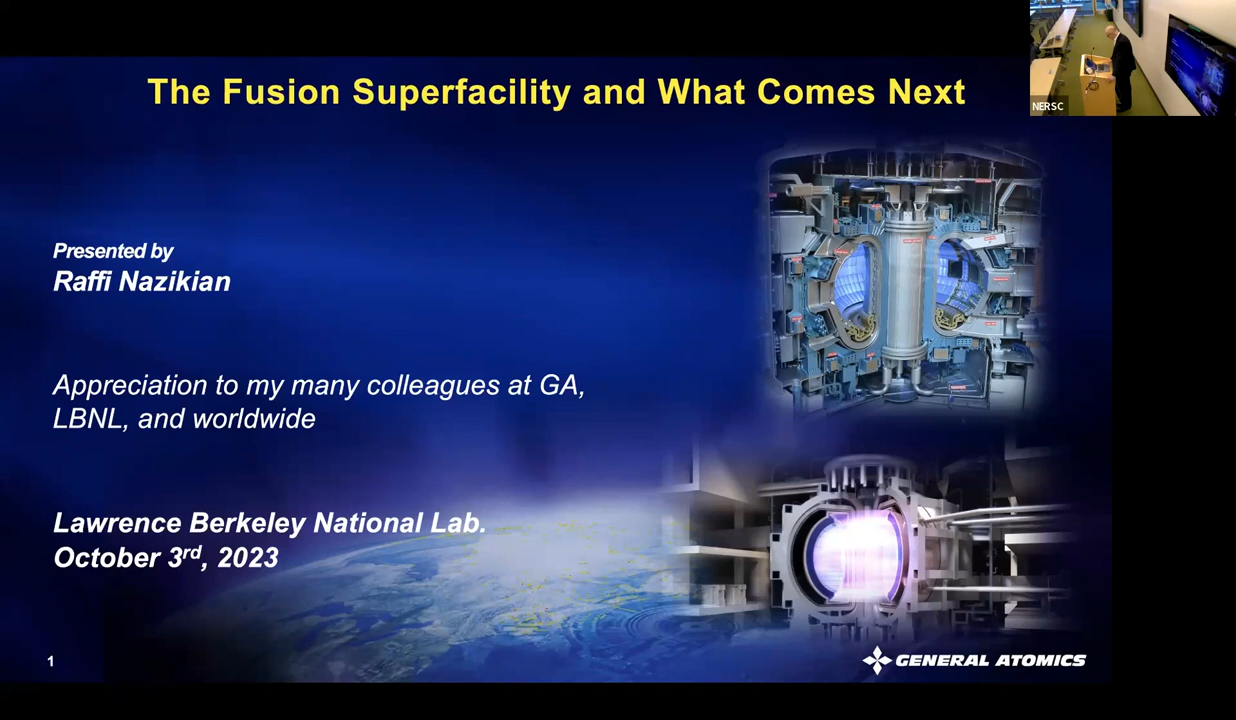 The Fusion Superfacility and What Comes Next
NERSC
Presented by
Raffi Nazikian
Appreciation to my many colleagues at GA,
LBNL, and worldwide
Lawrence Berkeley National Lab.
October 3rd, 2023
1
GENERAL ATOMICS